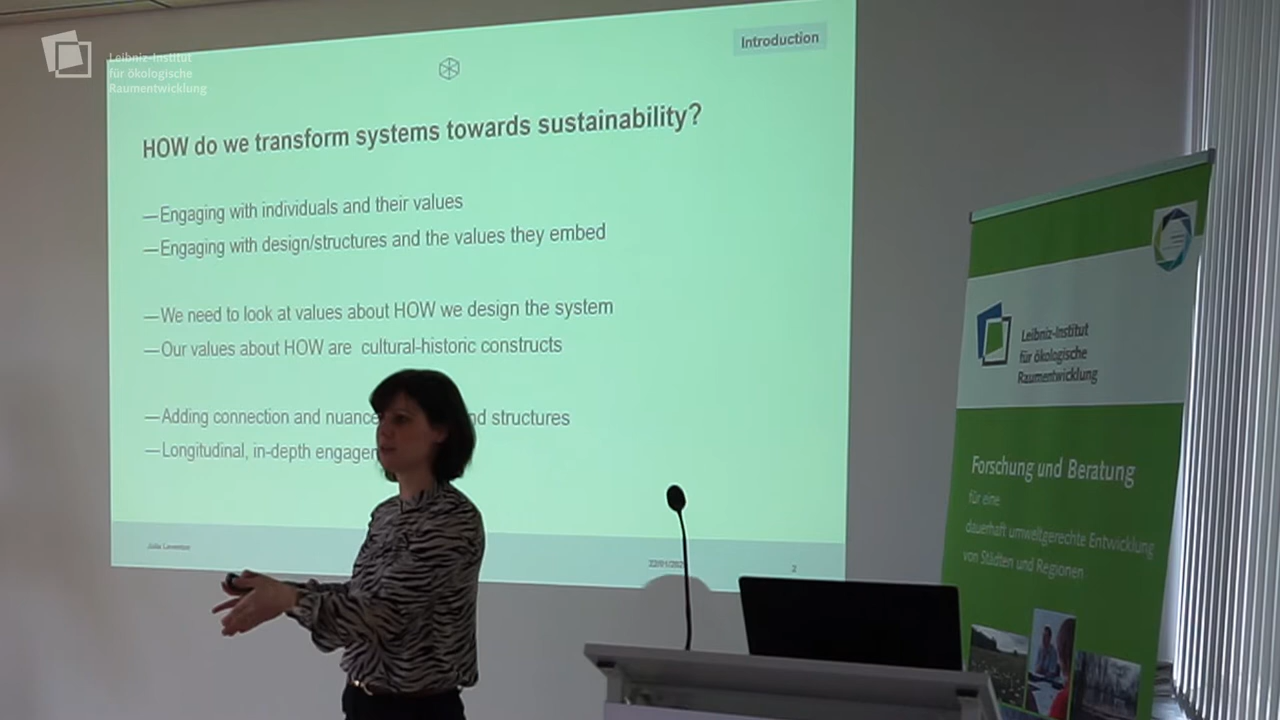 Leibniz-Institut
für ökologische
Raumentwicklung
Introduction
HOW do we transform systems towards sustainability?
—Engaging with individuals and their values
—Engaging with design/structures and the values they embed
—We need to look at values about HOW we design the system
—Our values about HOW are cultural-historic constructs
—Adding connection and nuance nd structures
—Longitudinal, in-depth
2
Leibniz-Institut
für ökologische
Raumentwicklung
Forschung und Beratung
für eine
dauerhaft umweltgerechte Entwicklung
von Städten und Regionen